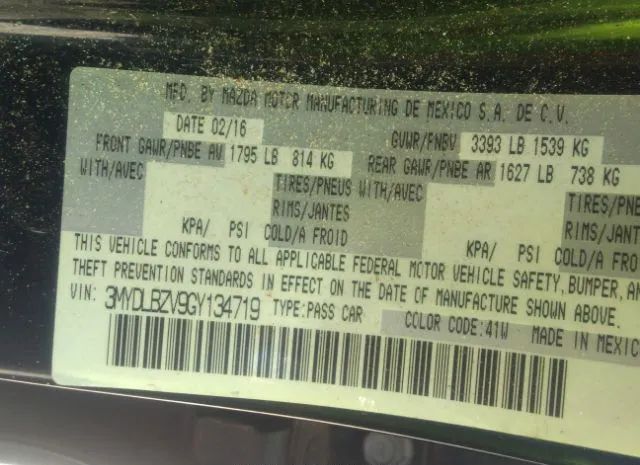 MFD. BY MAZDA MOTOR MANUFACTURING DE MEXICO S.A. DE C.V.
DATE 02/16 GVWR/PNBV 3393 LB 1539 KG
FRONT GAWR/PNBE AV 1795 LB 814 KG REAR GAWR/PNBE AR 1627 LB 738 KG
WITH/AVEC TIRES/PNEUS WITH/AVEC TIRES/PNE
RIMS/JANTES RIMS/
KPA/ PSI COLD/A FROID KPA/ PSI COLD/A
THIS VEHICLE CONFORMS TO ALL APPLICABLE FEDERAL MOTOR VEHICLE SAFETY, BUMPER, AN
THEFT PREVENTION STANDARDS IN EFFECT ON THE DATE OF MANUFACTURE SHOWN ABOVE.
VIN: 3MYDLBZV9GY134719 TYPE:PASS CAR
COLOR CODE:41W MADE IN MEXIC